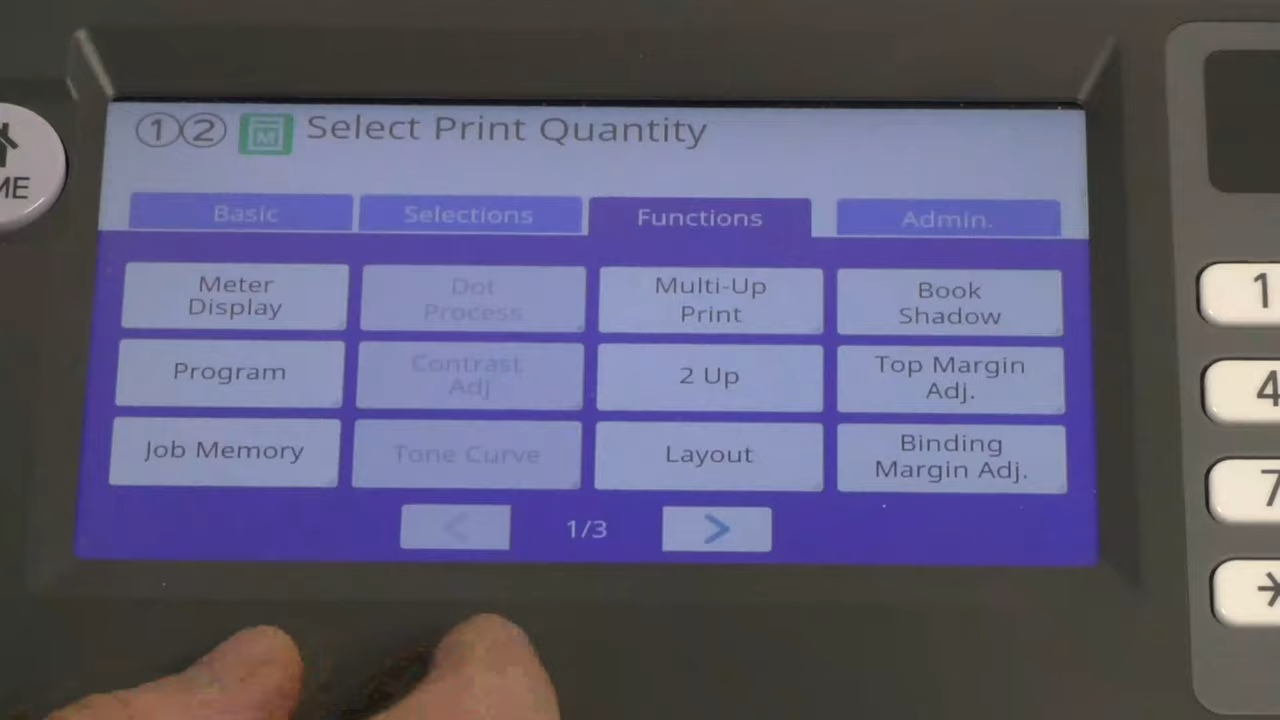 ①② M Select Print Quantity
ME
Basic
Selections
Functions
Admin.
Meter
Display
Dot
Process
Multi-Up
Print
Book
Shadow
Program
Contrast
Adj
2 Up
Top Margin
Adj.
Job Memory
Tone Curve
Layout
Binding
Margin Adj.
< 1/3 >
1
4
7
*